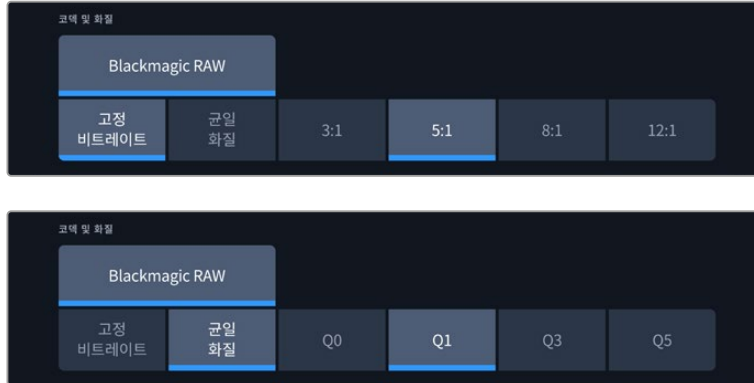 코덱 및 화질
Blackmagic RAW
고정 균일
비트레이트 화질 3:1 5:1 8:1 12:1
코덱 및 화질
Blackmagic RAW
고정 균일
비트레이트 화질 Q0 Q1 Q3 Q5